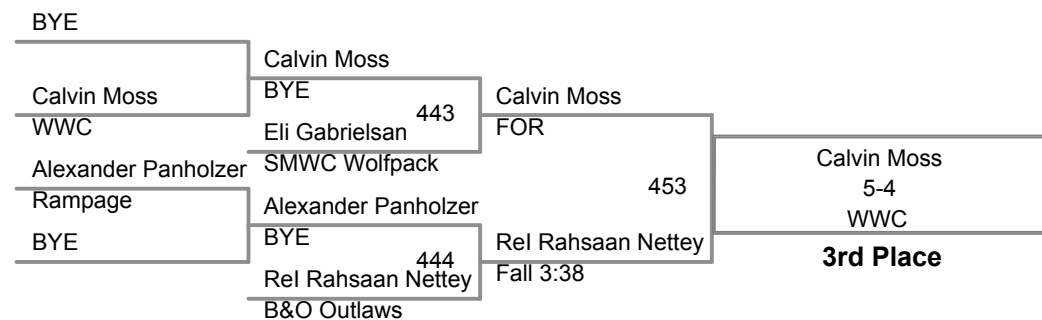 BYE
Calvin Moss
WWC
Alexander Panholzer
Rampage
BYE
Calvin Moss
BYE
443
Eli Gabrielsan
SMWC Wolfpack
Alexander Panholzer
BYE
444
Rel Rahsaan Nettey
B&O Outlaws
Calvin Moss
FOR
453
Rel Rahsaan Nettey
Fall 3:38
Calvin Moss
5-4
WWC
3rd Place